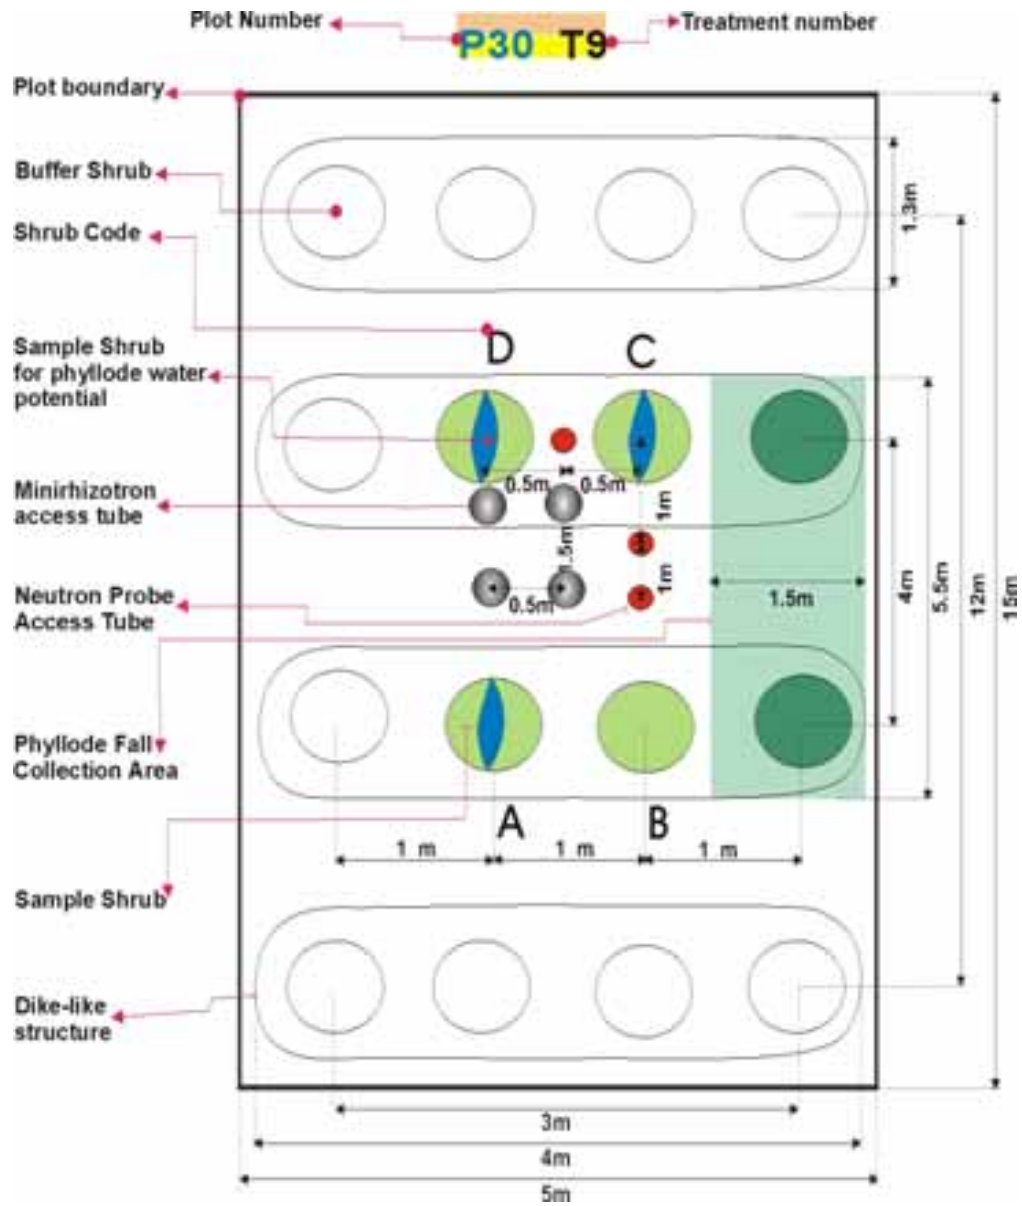 Plot Number
P30 T9
Treatment number
Plot boundary
Buffer Shrub
1.3m
Shrub Code
D
C
Sample Shrub
for phyllode water
potential
0.5m
0.5m
Minirhizotron
access tube
1m
1.5m
1m
0.5m
1.5m
4m
5.5m
12m
15m
Neutron Probe
Access Tube
Phyllode Fall
Collection Area
A
B
1 m
1 m
1 m
Sample Shrub
Dike-like
structure
3m
4m
5m